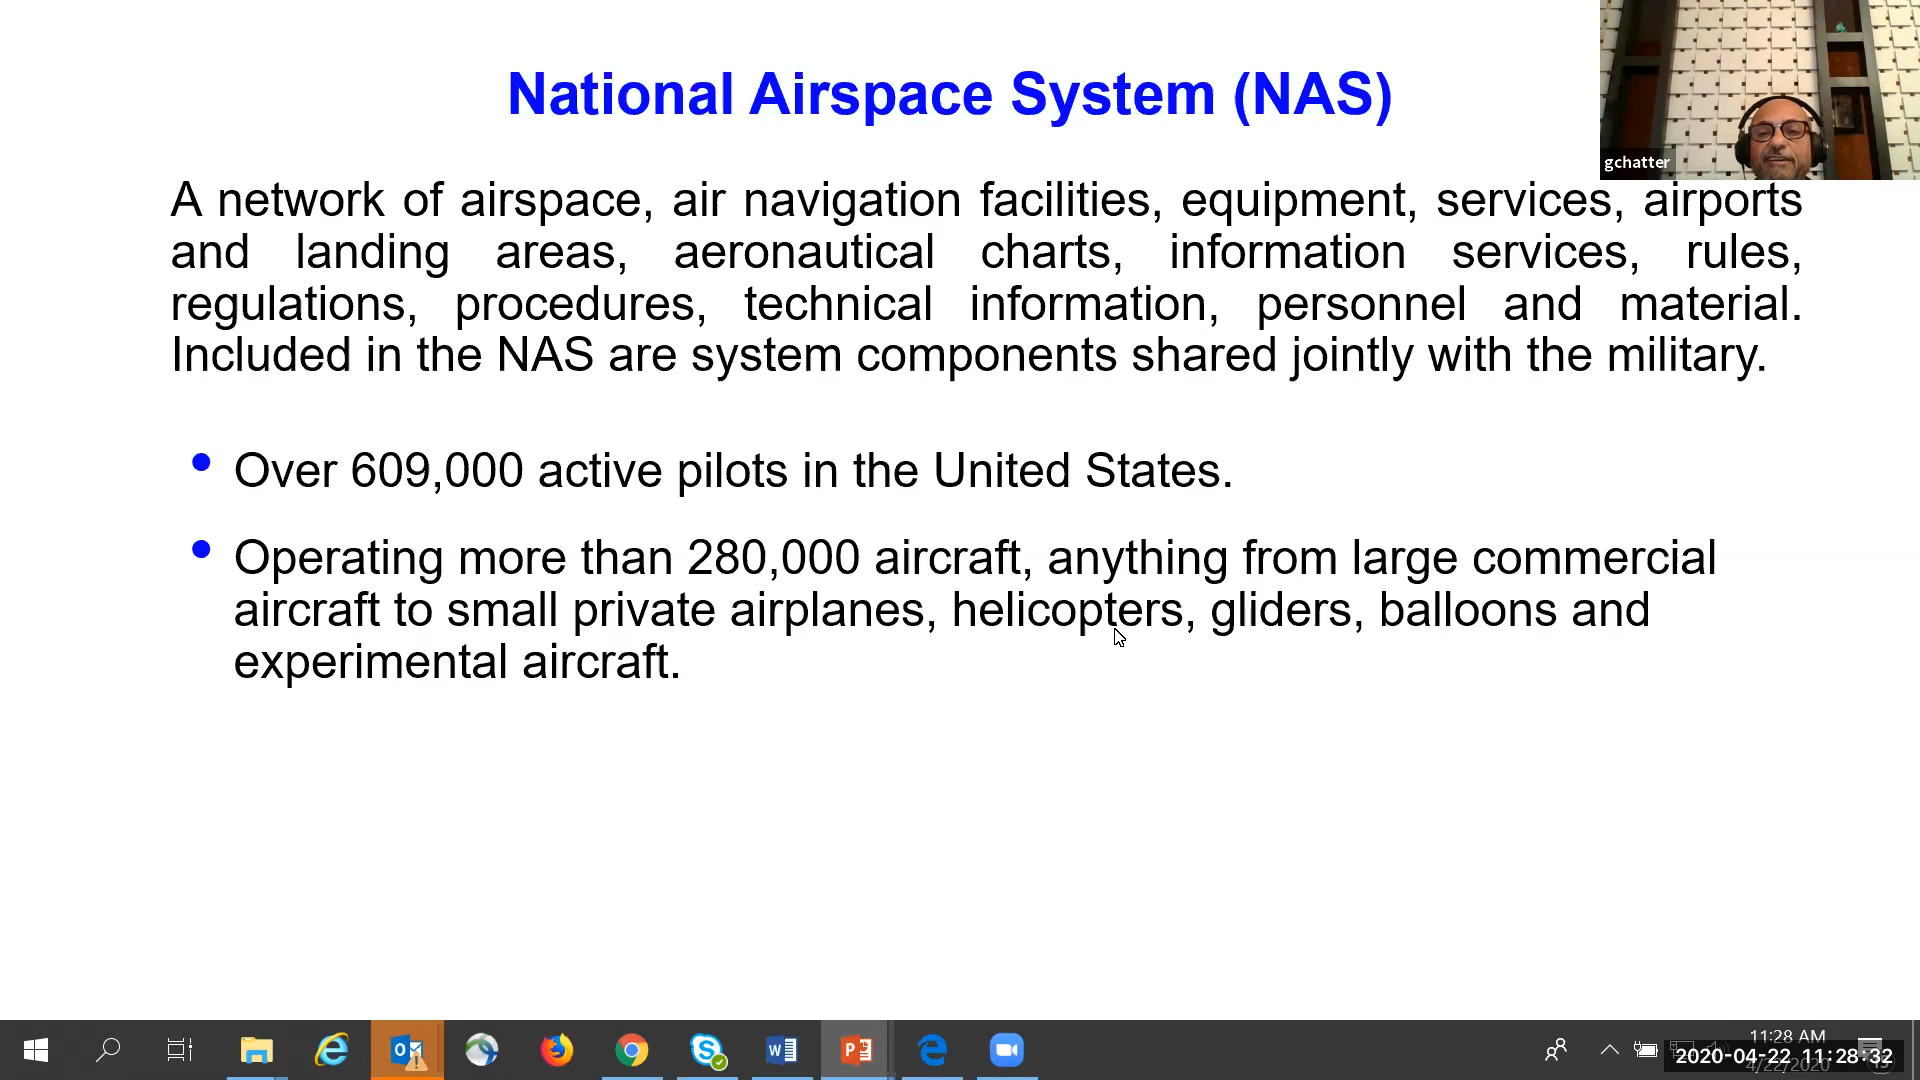 National Airspace System (NAS)
gchatter
A network of airspace, air navigation facilities, equipment, services, airports
and landing areas, aeronautical charts, information services, rules,
regulations, procedures, technical information, personnel and material.
Included in the NAS are system components shared jointly with the military.
• Over 609,000 active pilots in the United States.
• Operating more than 280,000 aircraft, anything from large commercial
aircraft to small private airplanes, helicopters, gliders, balloons and
experimental aircraft.
11:28 AM
2020-04-22 11:28:32
4/22/2020